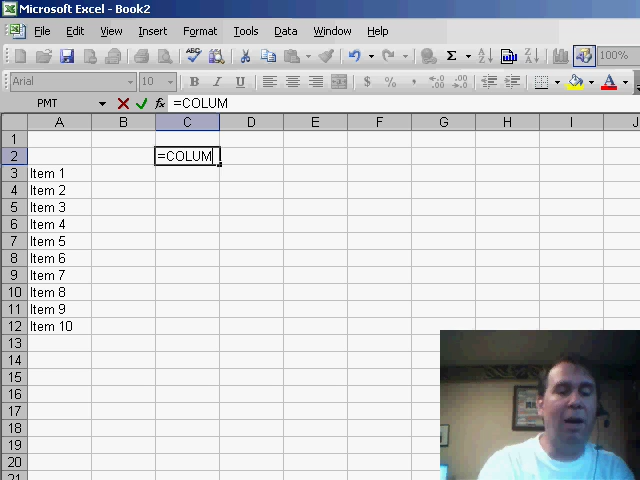 Microsoft Excel - Book2
File Edit View Insert Format Tools Data Window Help
Σ 100%
Arial 10 B I U $ % ,
PMT =COLUM
A B C D E F G H I J
1
2 =COLUM
3 Item 1
4 Item 2
5 Item 3
6 Item 4
7 Item 5
8 Item 6
9 Item 7
10 Item 8
11 Item 9
12 Item 10
13
14
15
16
17
18
19
20
21